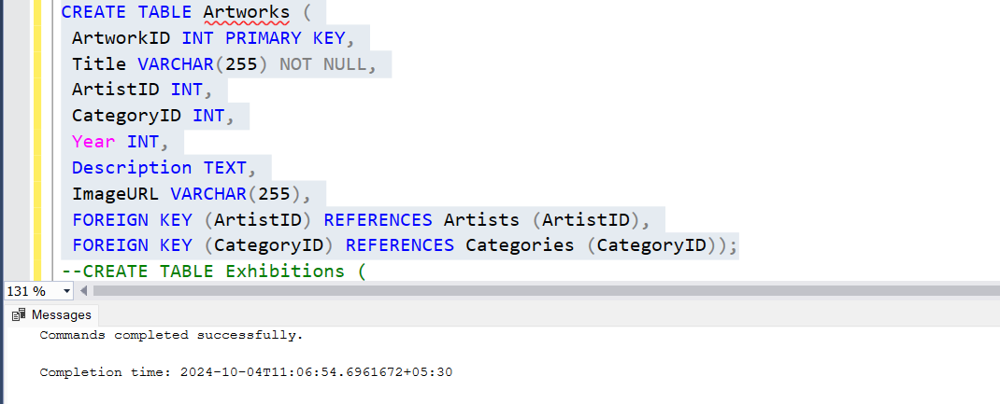 CREATE TABLE Artworks (
ArtworkID INT PRIMARY KEY,
Title VARCHAR(255) NOT NULL,
ArtistID INT,
CategoryID INT,
Year INT,
Description TEXT,
ImageURL VARCHAR(255),
FOREIGN KEY (ArtistID) REFERENCES Artists (ArtistID),
FOREIGN KEY (CategoryID) REFERENCES Categories (CategoryID));
--CREATE TABLE Exhibitions (
131 %
Messages
Commands completed successfully.
Completion time: 2024-10-04T11:06:54.6961672+05:30